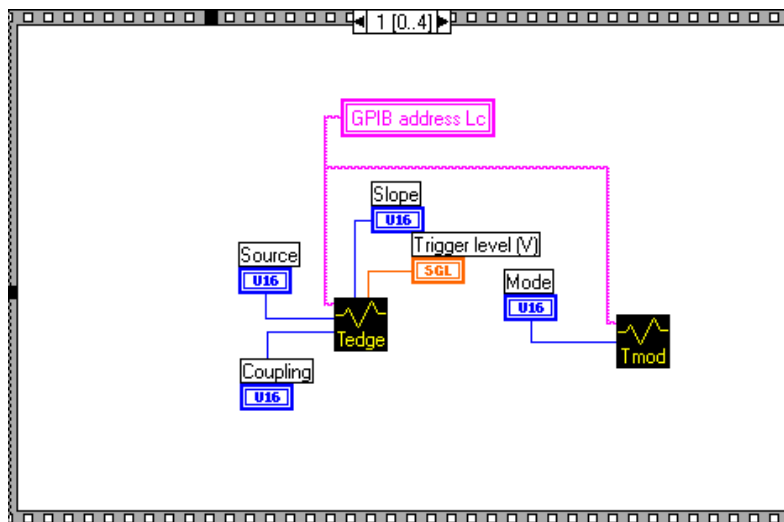 1 [0..4]
GPIB address Lc
Slope
U16
Trigger level (V)
SGL
Source
U16
Mode
U16
Tedge
Tmod
Coupling
U16